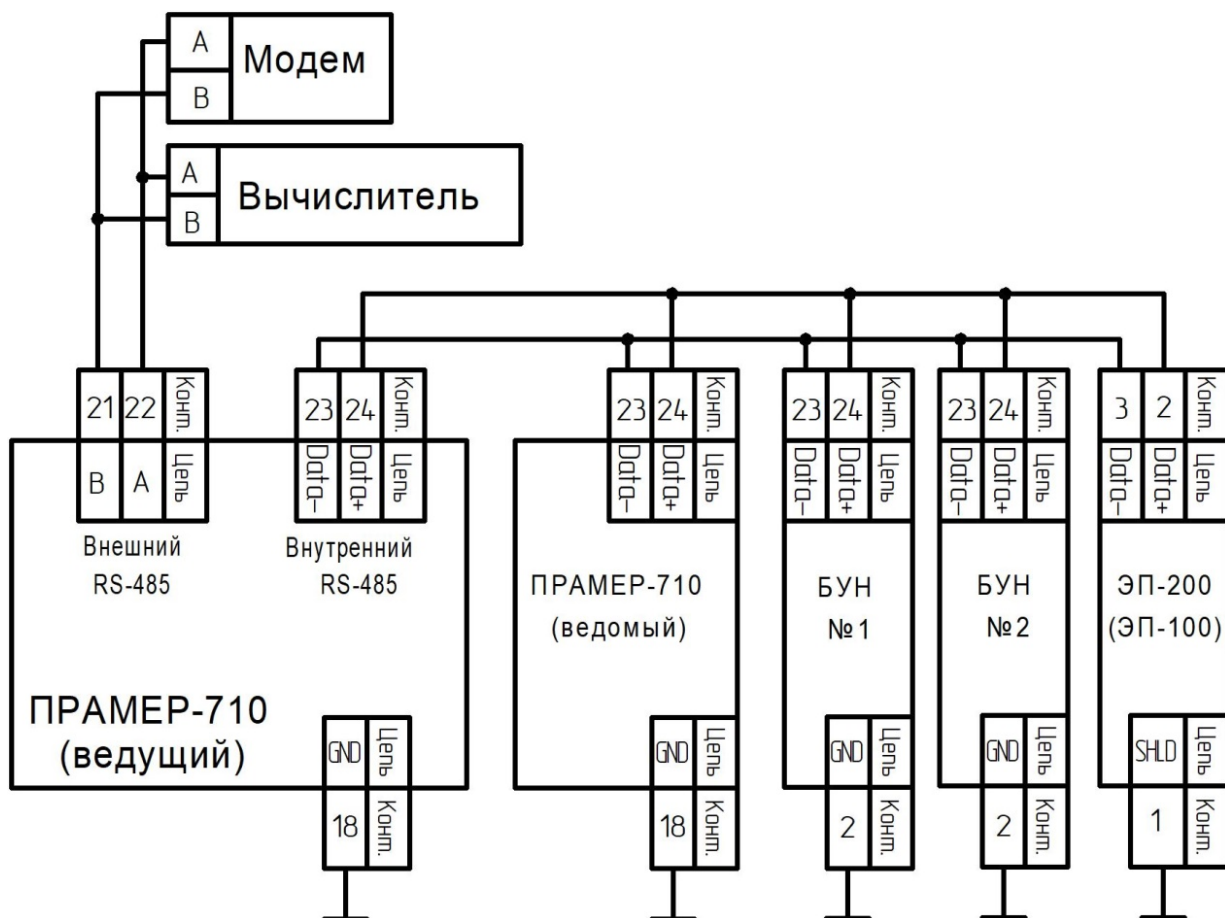 A
Модем
B
A
Вычислитель
B
21 22 Конт.
23 24 Конт.
23 24 Конт.
23 24 Конт.
23 24 Конт.
3 2 Конт.
B A Цепь
Data- Data+ Цепь
Data- Data+ Цепь
Data- Data+ Цепь
Data- Data+ Цепь
Data- Data+ Цепь
Внешний
RS-485
Внутренний
RS-485
ПРАМЕР-710
(ведомый)
БУН
№1
БУН
№2
ЭП-200
(ЭП-100)
ПРАМЕР-710
(ведущий)
GND Цепь
GND Цепь
GND Цепь
GND Цепь
SHLD Цепь
18 Конт.
18 Конт.
2 Конт.
2 Конт.
1 Конт.